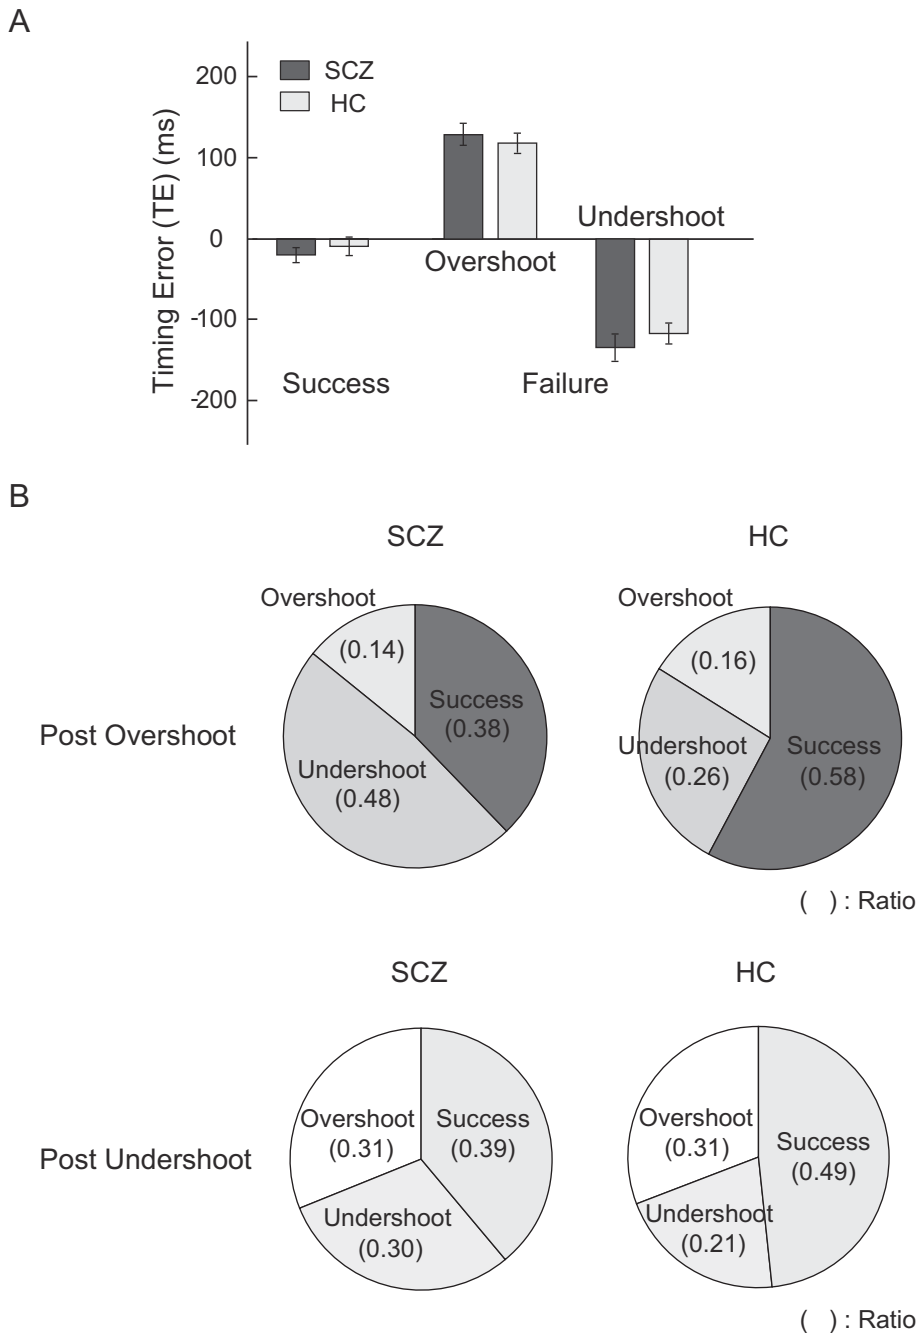 A
Timing Error (TE) (ms)
200
100
0
-100
-200
SCZ
HC
Undershoot
Overshoot
Success
Failure
B
SCZ
HC
Overshoot
(0.14)
Success
(0.38)
Undershoot
(0.48)
Overshoot
(0.16)
Undershoot
(0.26)
Success
(0.58)
Post Overshoot
( ) : Ratio
SCZ
HC
Overshoot
(0.31)
Success
(0.39)
Undershoot
(0.30)
Overshoot
(0.31)
Success
(0.49)
Undershoot
(0.21)
Post Undershoot
( ) : Ratio